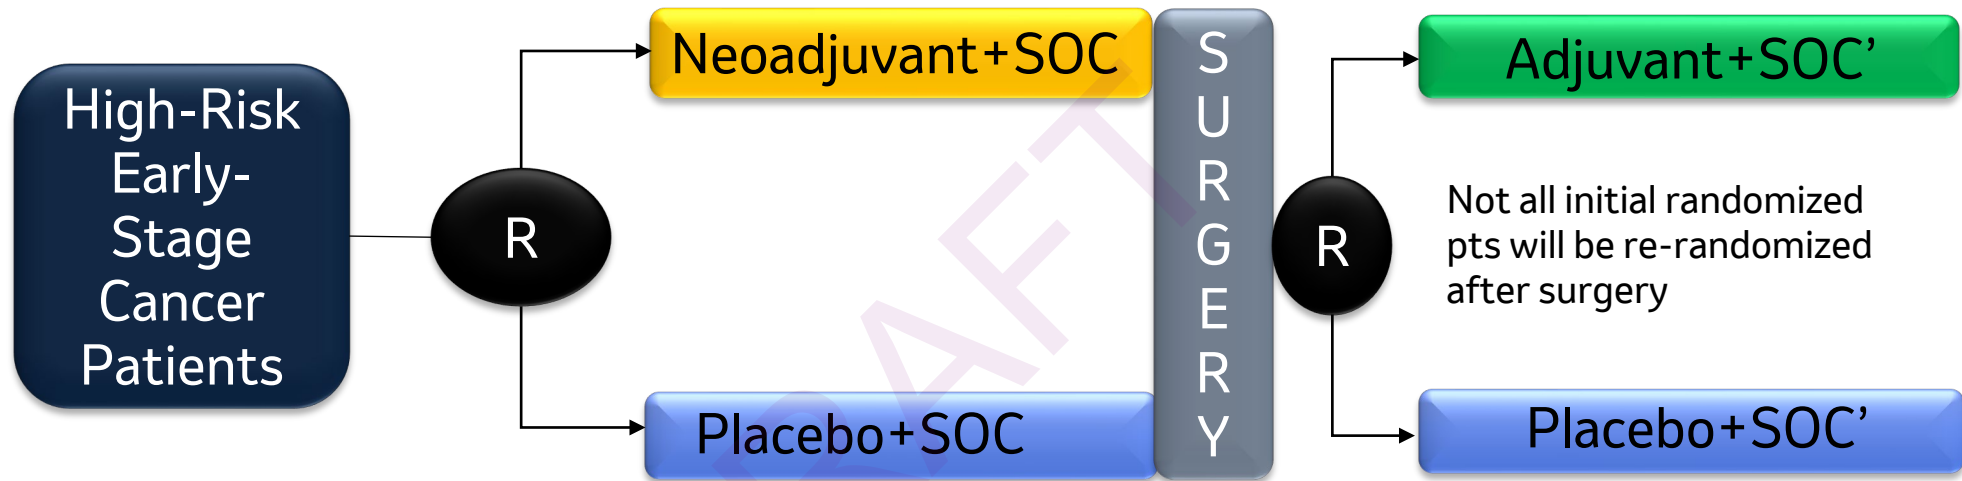 High-Risk
Early-
Stage
Cancer
Patients
R
Neoadjuvant+SOC
Placebo+SOC
SURGERY
R
Adjuvant+SOC’
Not all initial randomized
pts will be re-randomized
after surgery
Placebo+SOC’
DRAFT